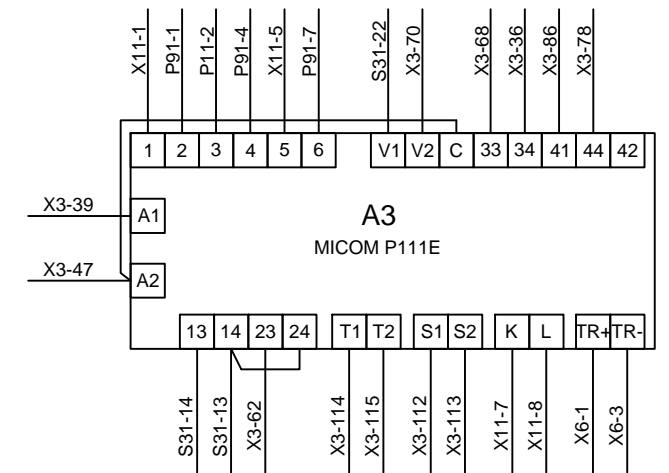 X11-1
P91-1
P11-2
P91-4
X11-5
P91-7
S31-22
X3-70
X3-68
X3-36
X3-86
X3-78
1 2 3 4 5 6 V1 V2 C 33 34 41 44 42
X3-39
A1
A3
MICOM P111E
X3-47
A2
13 14 23 24 T1 T2 S1 S2 K L TR+ TR-
S31-14
S31-13
X3-62
X3-114
X3-115
X3-112
X3-113
X11-7
X11-8
X6-1
X6-3